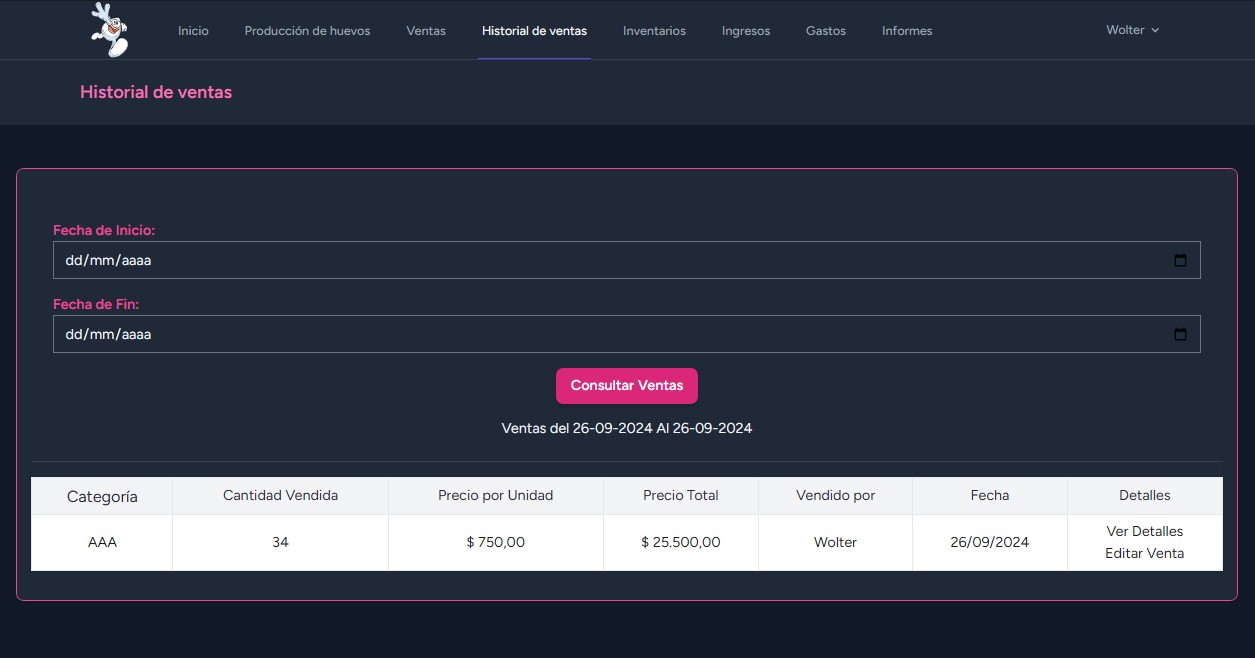 Inicio Producción de huevos Ventas Historial de ventas Inventarios Ingresos Gastos Informes Wolter
Historial de ventas
Fecha de Inicio:
dd/mm/aaaa
Fecha de Fin:
dd/mm/aaaa
Consultar Ventas
Ventas del 26-09-2024 Al 26-09-2024
Categoría Cantidad Vendida Precio por Unidad Precio Total Vendido por Fecha Detalles
AAA 34 $ 750,00 $ 25.500,00 Wolter 26/09/2024 Ver Detalles
Editar Venta